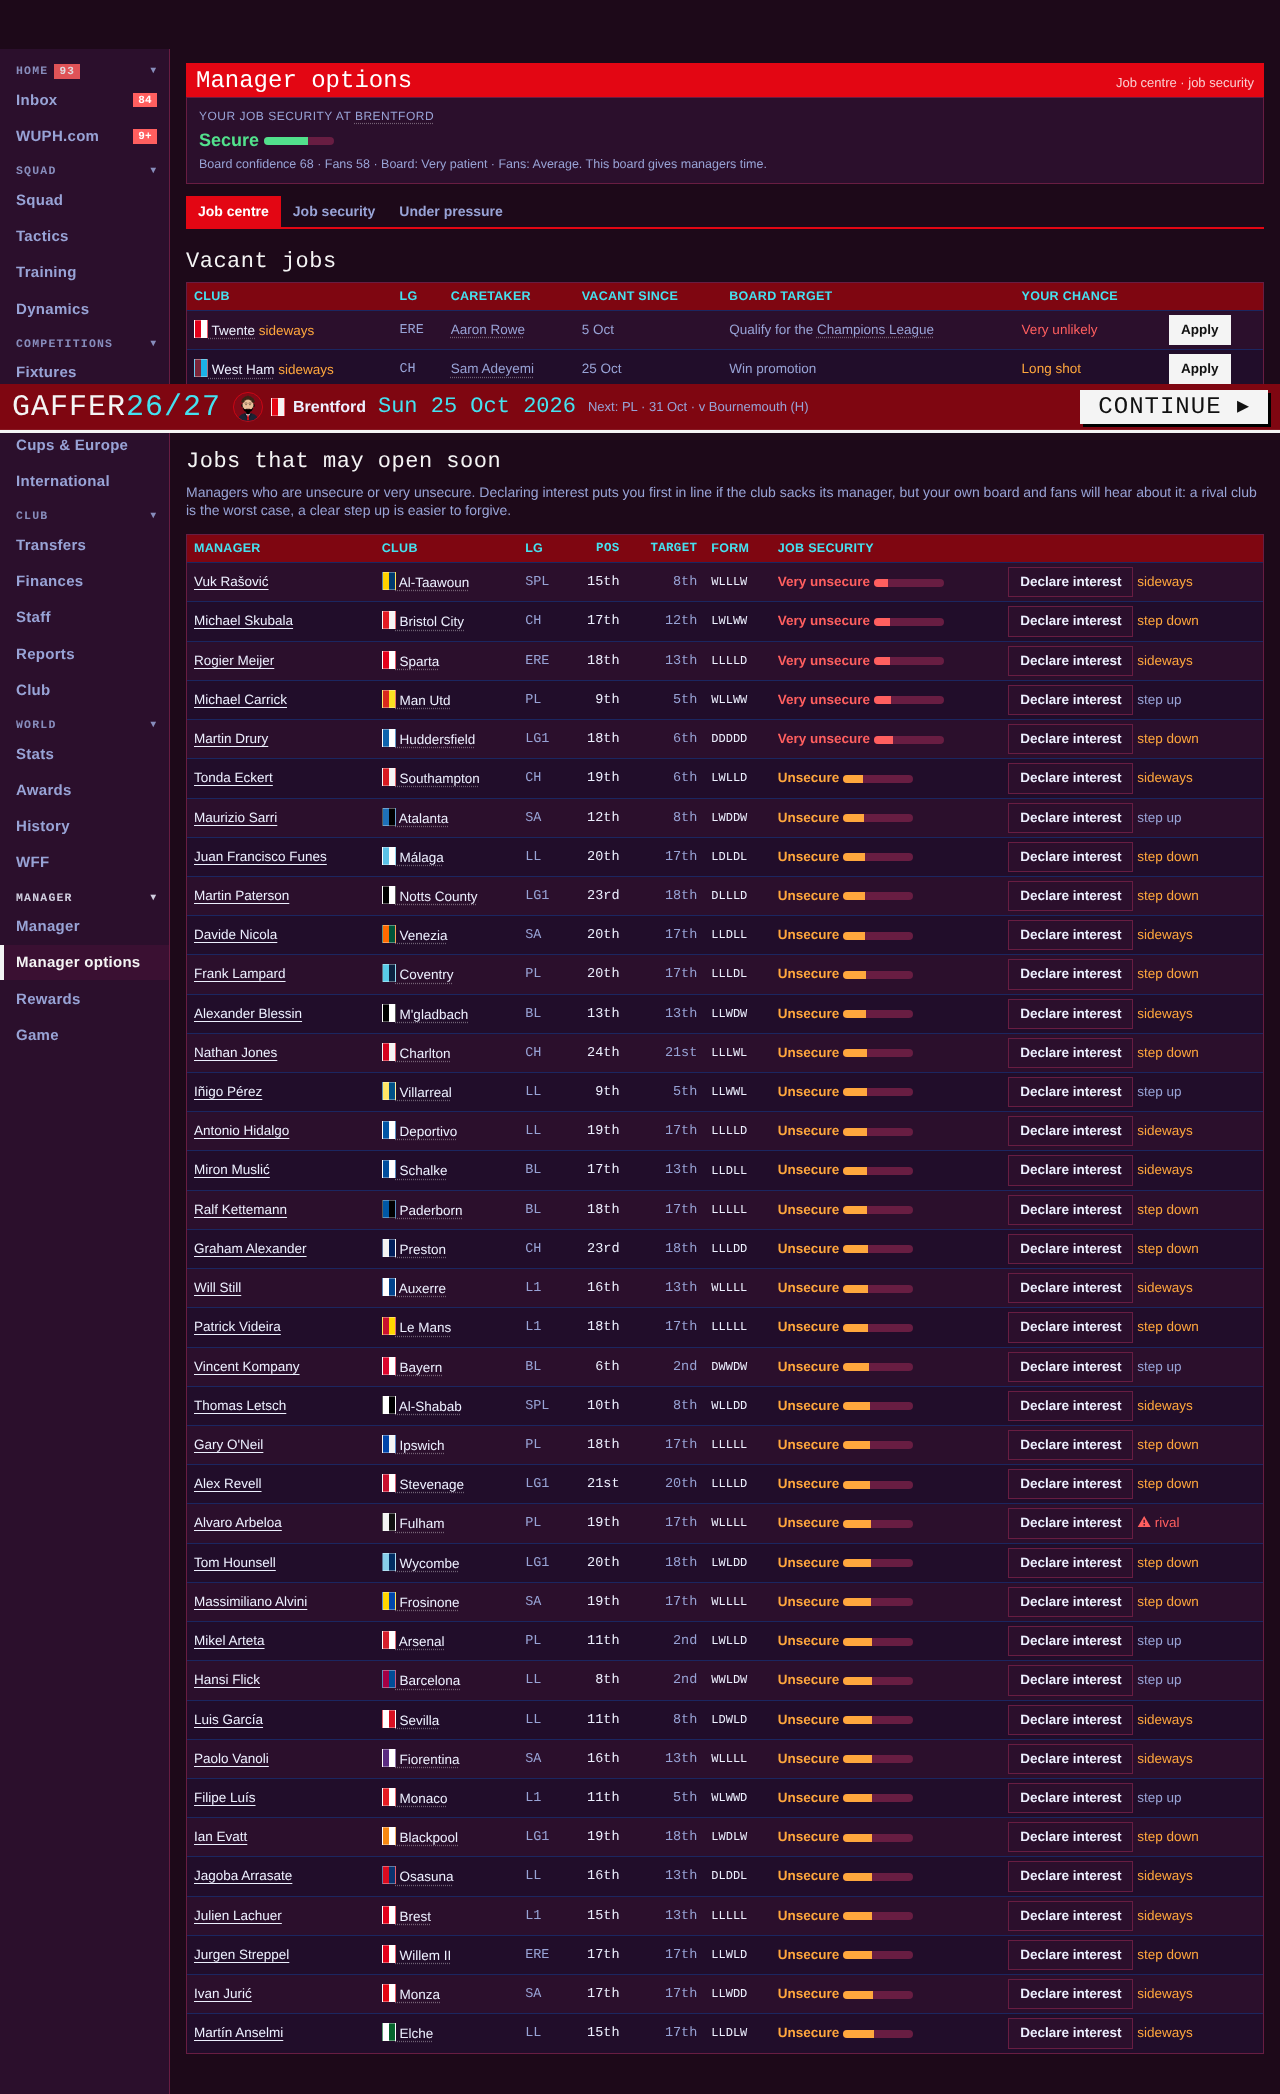 HOME 93 ▼
Inbox 84
WUPH.com 9+
SQUAD ▼
Squad
Tactics
Training
Dynamics
COMPETITIONS ▼
Fixtures
Manager options
Job centre · job security
YOUR JOB SECURITY AT BRENTFORD
Secure
Board confidence 68 · Fans 58 · Board: Very patient · Fans: Average. This board gives managers time.
Job centre Job security Under pressure
Vacant jobs
CLUB LG CARETAKER VACANT SINCE BOARD TARGET YOUR CHANCE
Twente sideways ERE Aaron Rowe 5 Oct Qualify for the Champions League Very unlikely Apply
West Ham sideways CH Sam Adeyemi 25 Oct Win promotion Long shot Apply
GAFFER26/27 Brentford Sun 25 Oct 2026 Next: PL · 31 Oct · v Bournemouth (H) CONTINUE ►
Cups & Europe
International
CLUB ▼
Transfers
Finances
Staff
Reports
Club
WORLD ▼
Stats
Awards
History
WFF
MANAGER ▼
Manager
Manager options
Rewards
Game
Jobs that may open soon
Managers who are unsecure or very unsecure. Declaring interest puts you first in line if the club sacks its manager, but your own board and fans will hear about it: a rival club
is the worst case, a clear step up is easier to forgive.
MANAGER CLUB LG POS TARGET FORM JOB SECURITY
Vuk Rašović Al-Taawoun SPL 15th 8th WLLLW Very unsecure Declare interest sideways
Michael Skubala Bristol City CH 17th 12th LWLWW Very unsecure Declare interest step down
Rogier Meijer Sparta ERE 18th 13th LLLLD Very unsecure Declare interest sideways
Michael Carrick Man Utd PL 9th 5th WLLWW Very unsecure Declare interest step up
Martin Drury Huddersfield LG1 18th 6th DDDDD Very unsecure Declare interest step down
Tonda Eckert Southampton CH 19th 6th LWLLD Unsecure Declare interest sideways
Maurizio Sarri Atalanta SA 12th 8th LWDDW Unsecure Declare interest step up
Juan Francisco Funes Málaga LL 20th 17th LDLDL Unsecure Declare interest step down
Martin Paterson Notts County LG1 23rd 18th DLLLD Unsecure Declare interest step down
Davide Nicola Venezia SA 20th 17th LLDLL Unsecure Declare interest sideways
Frank Lampard Coventry PL 20th 17th LLLDL Unsecure Declare interest step down
Alexander Blessin M'gladbach BL 13th 13th LLWDW Unsecure Declare interest sideways
Nathan Jones Charlton CH 24th 21st LLLWL Unsecure Declare interest step down
Iñigo Pérez Villarreal LL 9th 5th LLWWL Unsecure Declare interest step up
Antonio Hidalgo Deportivo LL 19th 17th LLLLD Unsecure Declare interest sideways
Miron Muslić Schalke BL 17th 13th LLDLL Unsecure Declare interest sideways
Ralf Kettemann Paderborn BL 18th 17th LLLLL Unsecure Declare interest step down
Graham Alexander Preston CH 23rd 18th LLLDD Unsecure Declare interest step down
Will Still Auxerre L1 16th 13th WLLLL Unsecure Declare interest sideways
Patrick Videira Le Mans L1 18th 17th LLLLL Unsecure Declare interest step down
Vincent Kompany Bayern BL 6th 2nd DWWDW Unsecure Declare interest step up
Thomas Letsch Al-Shabab SPL 10th 8th WLLDD Unsecure Declare interest sideways
Gary O'Neil Ipswich PL 18th 17th LLLLL Unsecure Declare interest step down
Alex Revell Stevenage LG1 21st 20th LLLLD Unsecure Declare interest step down
Alvaro Arbeloa Fulham PL 19th 17th WLLLL Unsecure Declare interest ⚠ rival
Tom Hounsell Wycombe LG1 20th 18th LWLDD Unsecure Declare interest step down
Massimiliano Alvini Frosinone SA 19th 17th WLLLL Unsecure Declare interest step down
Mikel Arteta Arsenal PL 11th 2nd LWLLD Unsecure Declare interest step up
Hansi Flick Barcelona LL 8th 2nd WWLDW Unsecure Declare interest step up
Luis García Sevilla LL 11th 8th LDWLD Unsecure Declare interest sideways
Paolo Vanoli Fiorentina SA 16th 13th WLLLL Unsecure Declare interest sideways
Filipe Luís Monaco L1 11th 5th WLWWD Unsecure Declare interest step up
Ian Evatt Blackpool LG1 19th 18th LWDLW Unsecure Declare interest step down
Jagoba Arrasate Osasuna LL 16th 13th DLDDL Unsecure Declare interest sideways
Julien Lachuer Brest L1 15th 13th LLLLL Unsecure Declare interest sideways
Jurgen Streppel Willem II ERE 17th 17th LLWLD Unsecure Declare interest step down
Ivan Jurić Monza SA 17th 17th LLWDD Unsecure Declare interest sideways
Martín Anselmi Elche LL 15th 17th LLDLW Unsecure Declare interest sideways